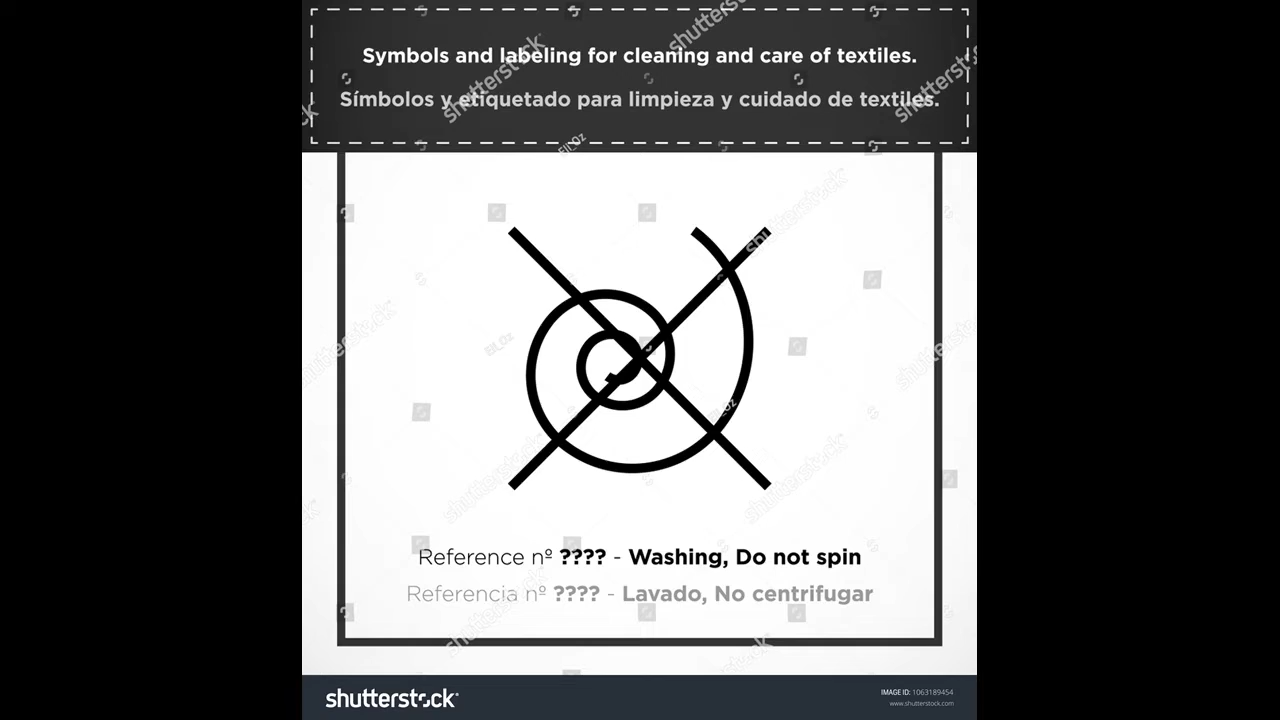 Symbols and labeling for cleaning and care of textiles.
Símbolos y etiquetado para limpieza y cuidado de textiles.
Reference nº ???? - Washing, Do not spin
Referencia nº ???? - Lavado, No centrifugar
shutterstock
IMAGE ID: 1063189454
www.shutterstock.com